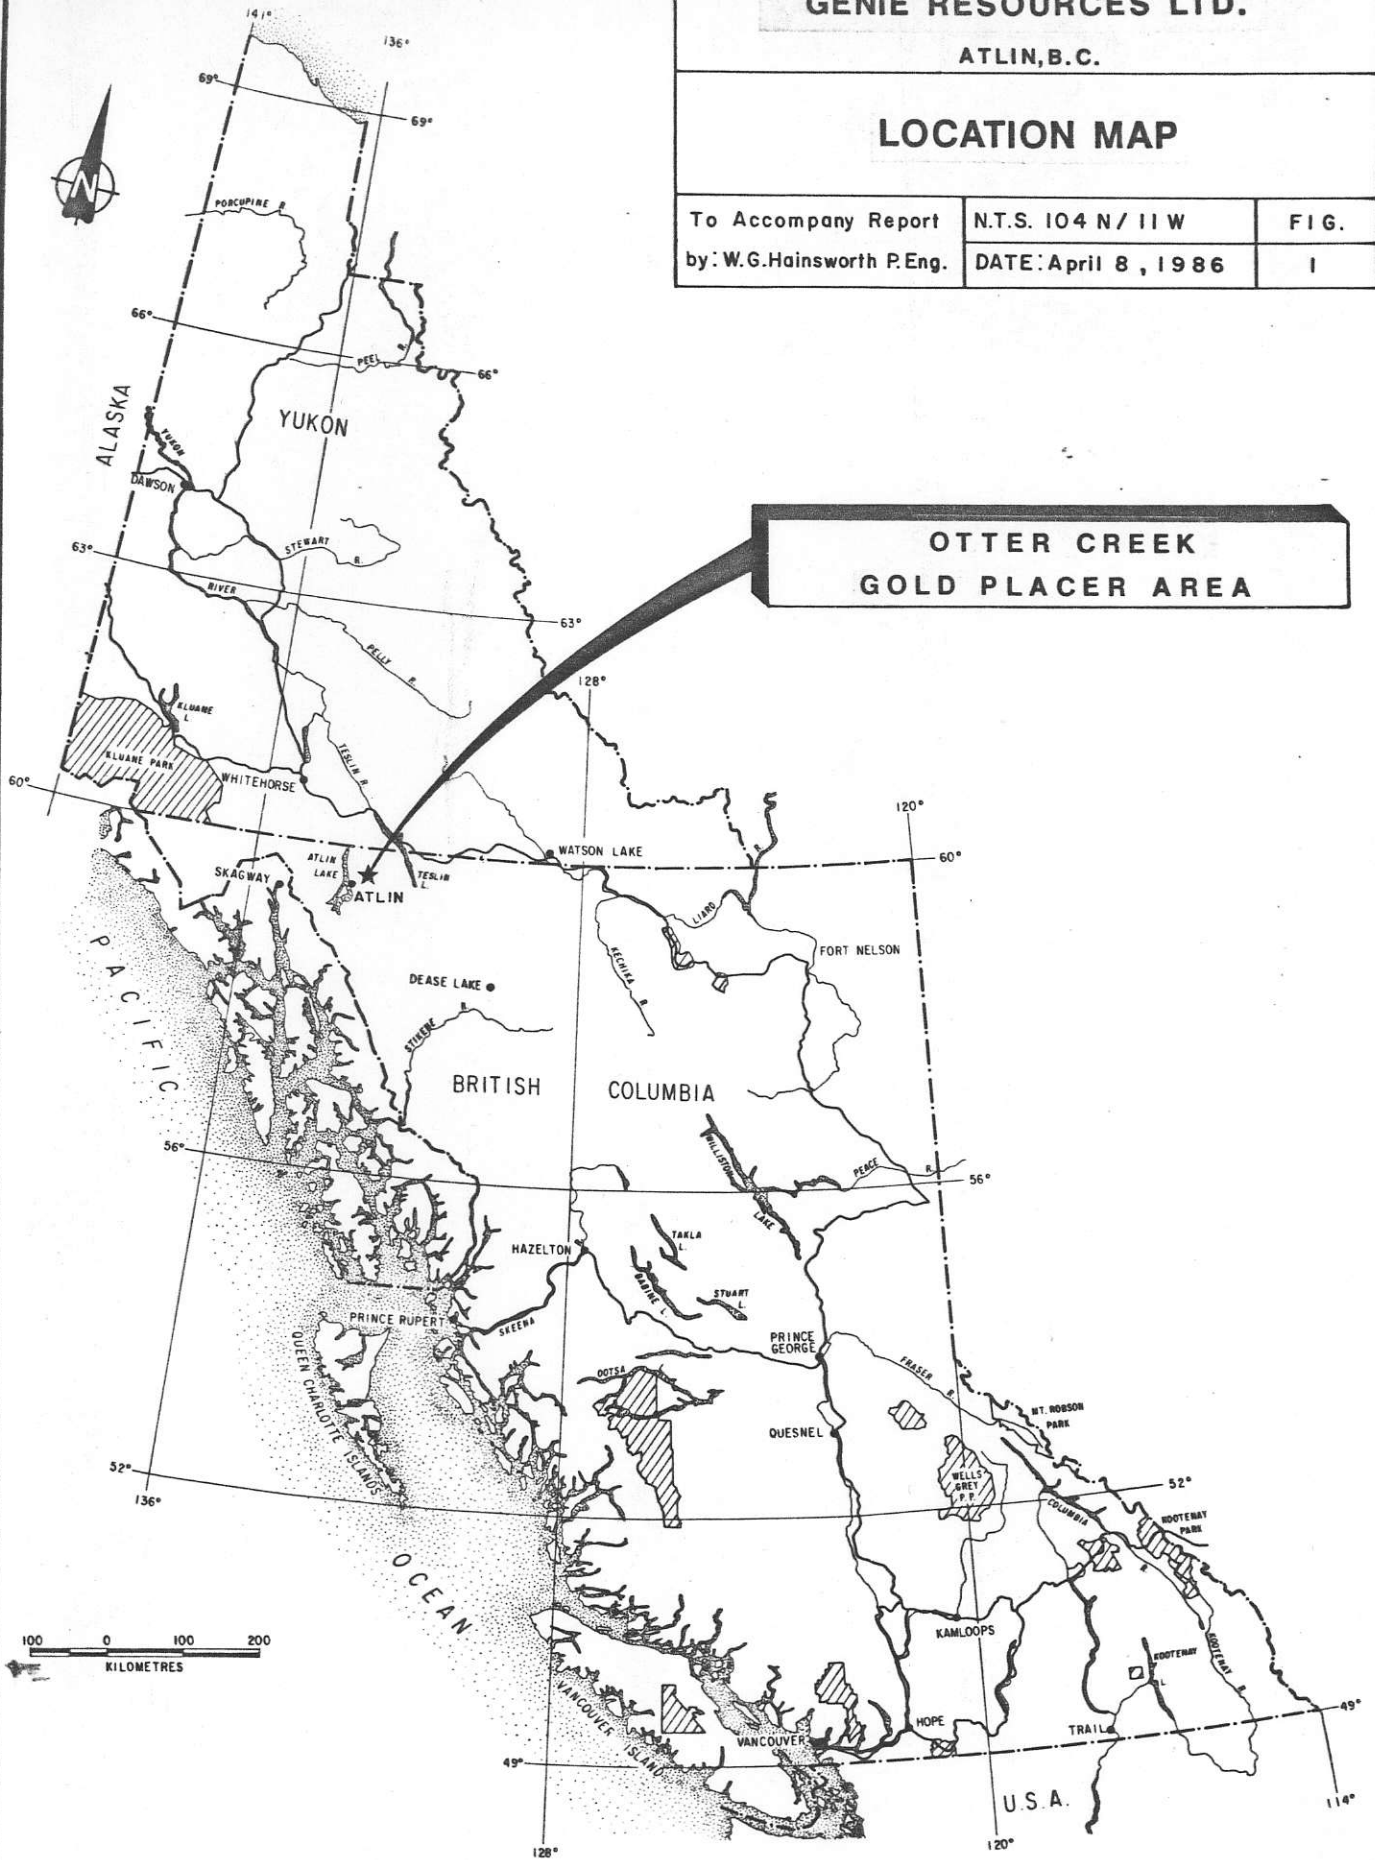 GENIE RESOURCES LTD.
ATLIN, B.C.
LOCATION MAP
To Accompany Report
by: W.G. Hainsworth P. Eng.
N.T.S. 104 N / 11 W
DATE: April 8, 1986
FIG.
1
141°
136°
69°
69°
N
PORCUPINE R
66°
PEEL R.
66°
ALASKA
YUKON
YUKON
DAWSON
STEWART R.
63°
RIVER
63°
OTTER CREEK
GOLD PLACER AREA
PELLY R.
128°
KLUANE L.
KLUANE PARK
TESLIN R.
WHITEHORSE
60°
120°
WATSON LAKE
60°
ATLIN LAKE
SKAGWAY
TESLIN L.
ATLIN
R.
LIARD
FORT NELSON
KECHIKA R
DEASE LAKE
STIKENE R.
PACIFIC
BRITISH COLUMBIA
WILLISTON LAKE
PEACE R.
56°
56°
HAZELTON
TAKLA L.
BABINE L.
STUART L.
PRINCE RUPERT
SKEENA
PRINCE GEORGE
QUEEN CHARLOTTE ISLANDS
OOTSA
FRASER R.
MT. ROBSON PARK
QUESNEL
WELLS GREY P.P.
52°
136°
52°
COLUMBIA R.
KOOTENAY PARK
OCEAN
100 0 100 200
KILOMETRES
KAMLOOPS
KOOTENAY L.
KOOTENAY R.
VANCOUVER ISLAND
VANCOUVER
HOPE
TRAIL
49°
49°
U.S.A.
128°
120°
114°